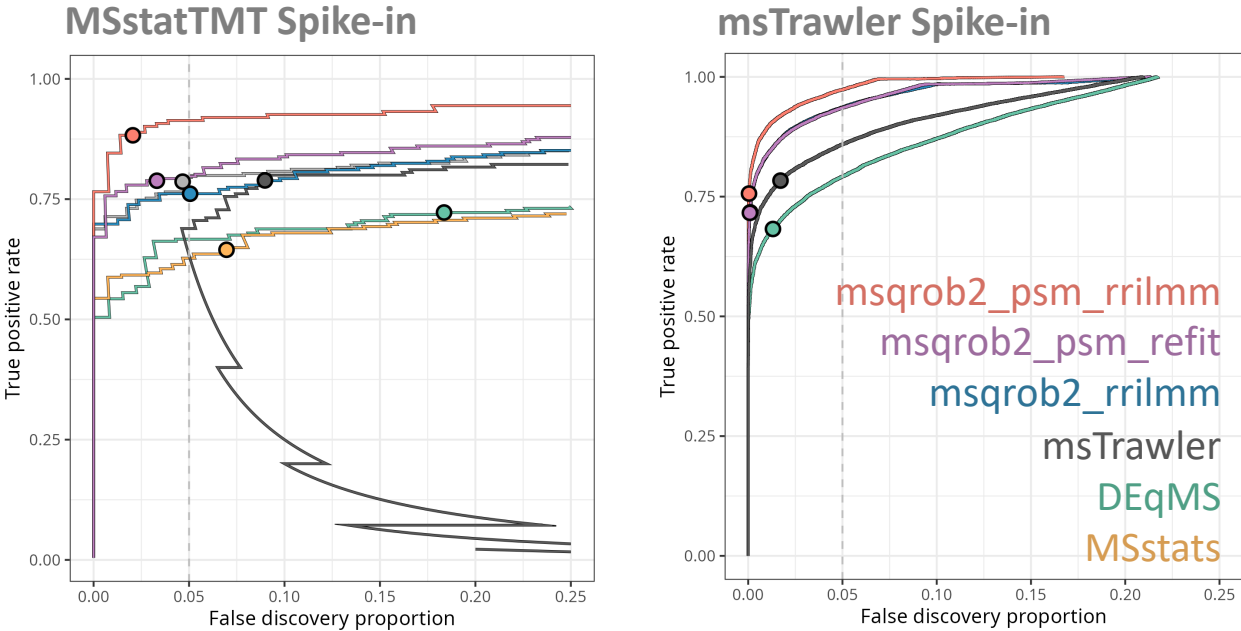 MSstatTMT Spike-in
True positive rate
1.00
0.75
0.50
0.25
0.00
0.00 0.05 0.10 0.15 0.20 0.25
False discovery proportion
msTrawler Spike-in
True positive rate
1.00
0.75
0.50
0.25
0.00
msqrob2_psm_rrilmm
msqrob2_psm_refit
msqrob2_rrilmm
msTrawler
DEqMS
MSstats
0.00 0.05 0.10 0.15 0.20 0.25
False discovery proportion